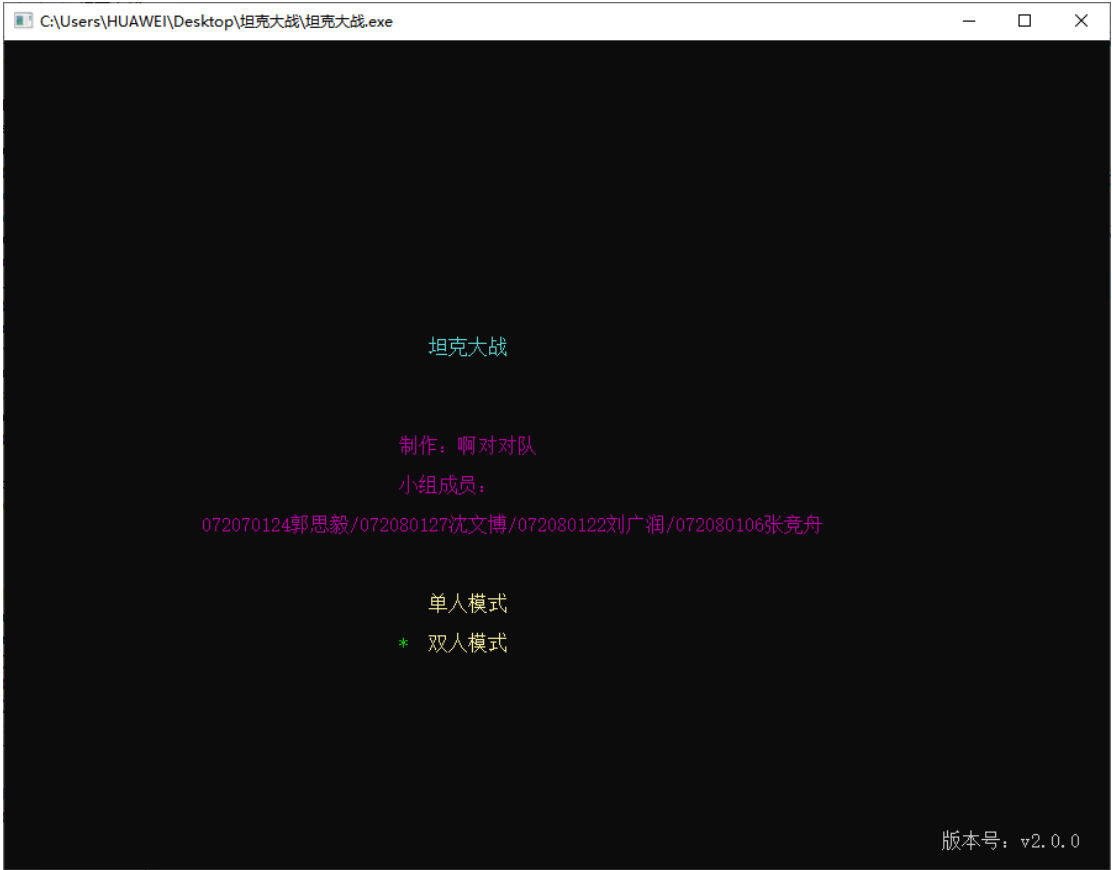 C:\Users\HUAWEI\Desktop\坦克大战\坦克大战.exe
坦克大战
制作：啊对对队
小组成员：
072070124郭思毅/072080127沈文博/072080122刘广润/072080106张竞舟
单人模式
* 双人模式
版本号：v2.0.0